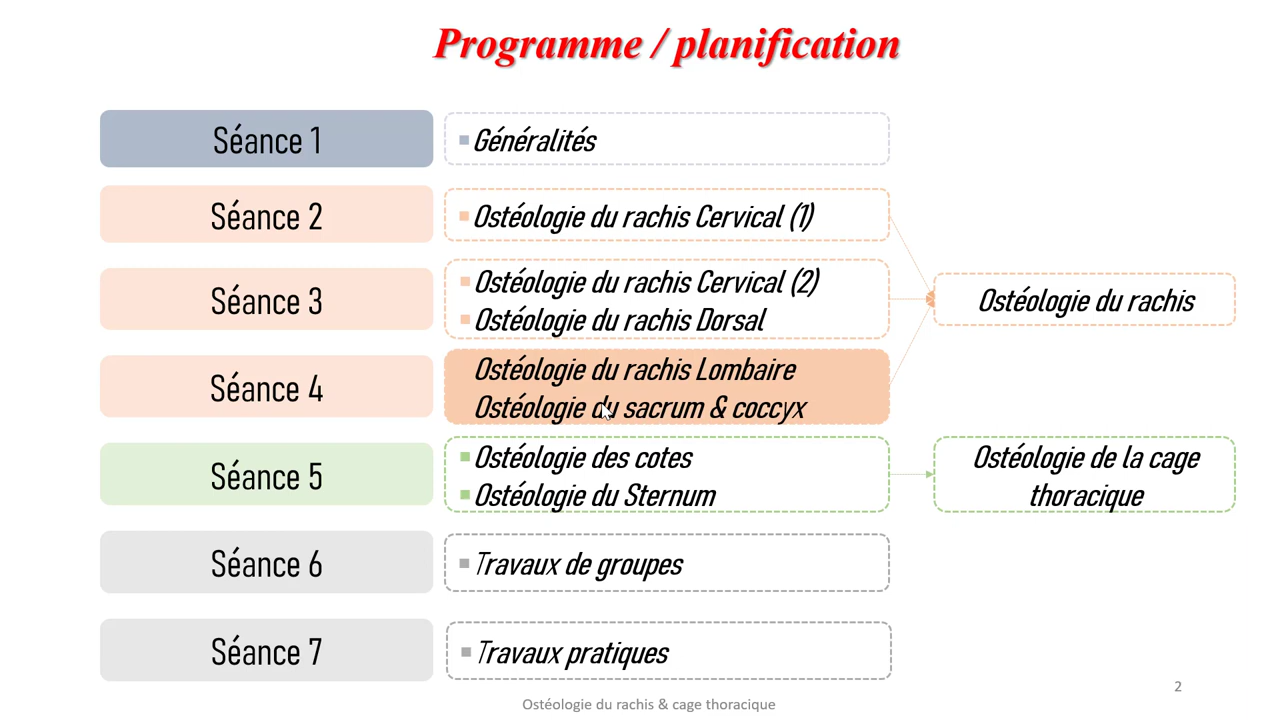 Programme / planification
Séance 1
Généralités
Séance 2
Ostéologie du rachis Cervical (1)
Séance 3
Ostéologie du rachis Cervical (2)
Ostéologie du rachis Dorsal
Ostéologie du rachis
Séance 4
Ostéologie du rachis Lombaire
Ostéologie du sacrum & coccyx
Séance 5
Ostéologie des cotes
Ostéologie du Sternum
Ostéologie de la cage
thoracique
Séance 6
Travaux de groupes
Séance 7
Travaux pratiques
2
Ostéologie du rachis & cage thoracique